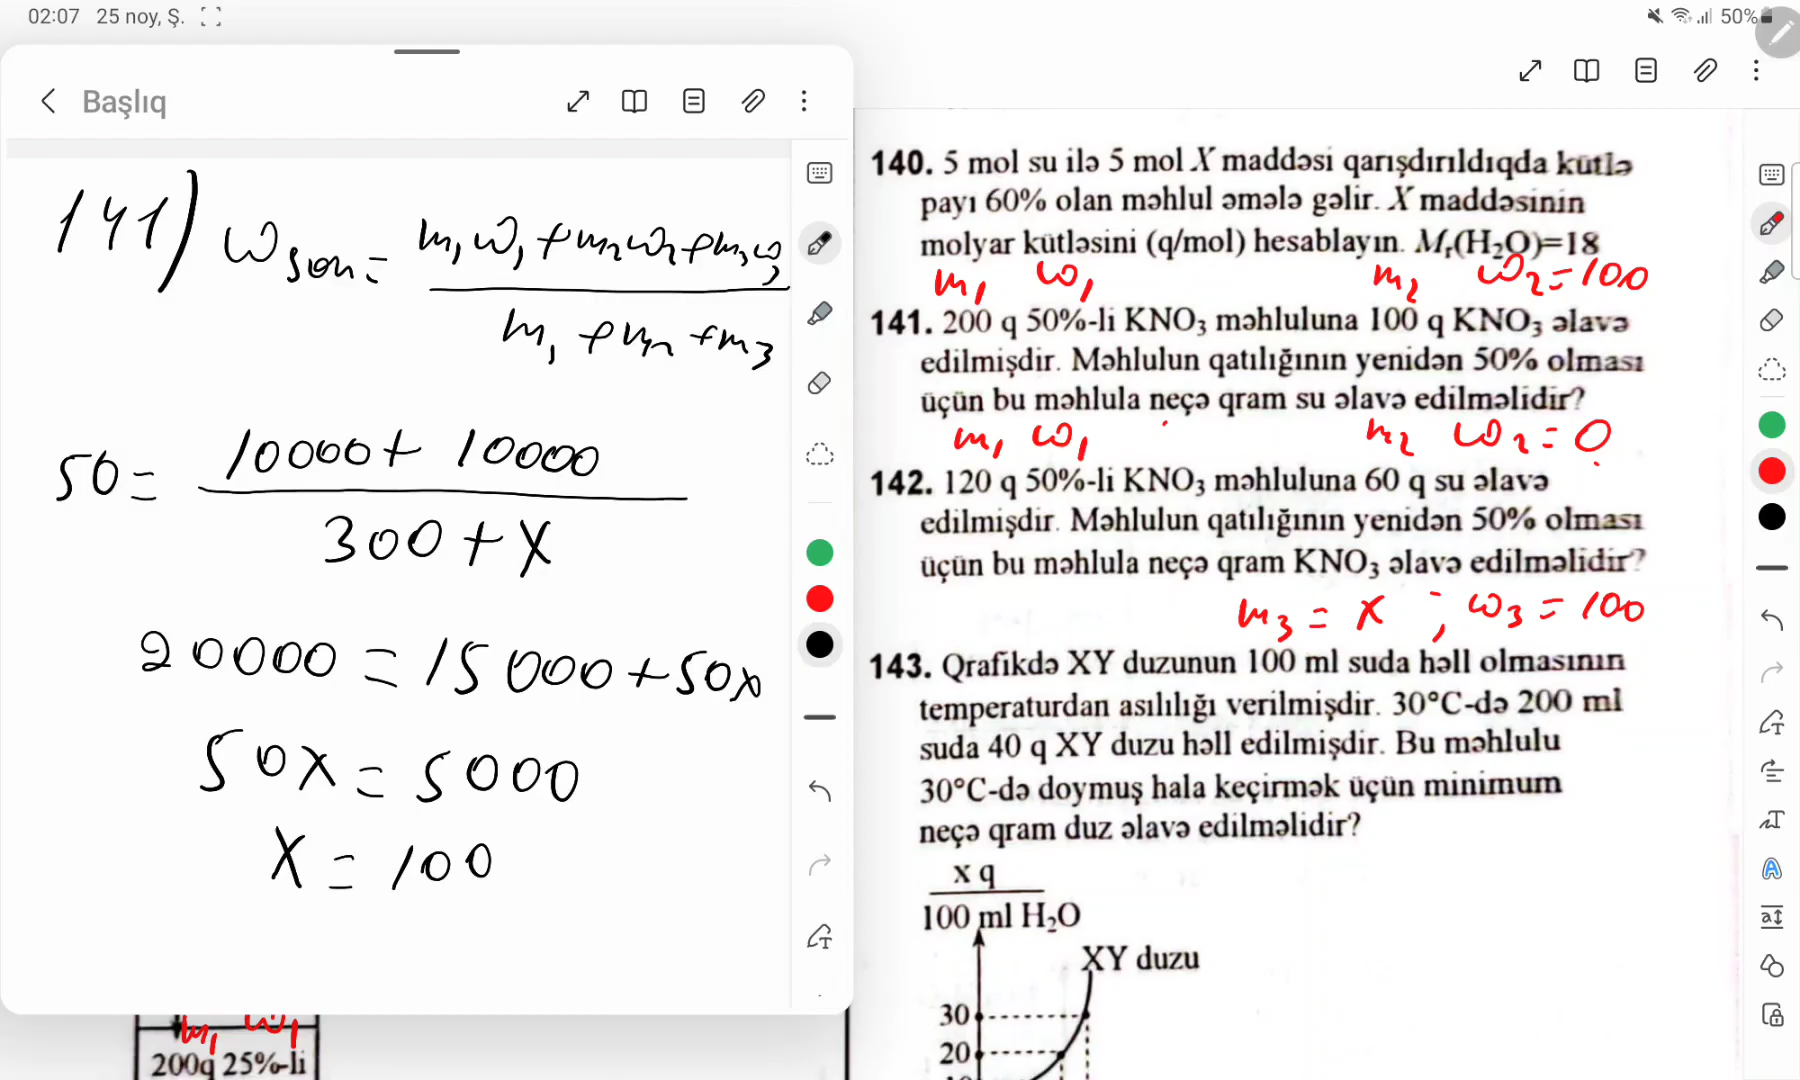 02:07 25 noy, Ş.
50%
Başlıq
141) ω son = m₁ω₁ + m₂ω₂ + m₃ω₃
m₁ + m₂ + m₃
50 = 10000 + 10000
300 + X
20000 = 15000 + 50x
50x = 5000
X = 100
m₁ ω₁
200q 25%-li
140. 5 mol su ilə 5 mol X maddəsi qarışdırıldıqda kütlə
payı 60% olan məhlul əmələ gəlir. X maddəsinin
molyar kütləsini (q/mol) hesablayın. Mᵣ(H₂O)=18
m₁ ω₁ m₂ ω₂ = 100
141. 200 q 50%-li KNO₃ məhluluna 100 q KNO₃ əlavə
edilmişdir. Məhlulun qatılığının yenidən 50% olması
üçün bu məhlula neçə qram su əlavə edilməlidir?
m₁ ω₁ m₂ ω₂ = 0
142. 120 q 50%-li KNO₃ məhluluna 60 q su əlavə
edilmişdir. Məhlulun qatılığının yenidən 50% olması
üçün bu məhlula neçə qram KNO₃ əlavə edilməlidir?
m₃ = x ; ω₃ = 100
143. Qrafikdə XY duzunun 100 ml suda həll olmasının
temperaturdan asılılığı verilmişdir. 30°C-də 200 ml
suda 40 q XY duzu həll edilmişdir. Bu məhlulu
30°C-də doymuş hala keçirmək üçün minimum
neçə qram duz əlavə edilməlidir?
x q
100 ml H₂O
XY duzu
30
20